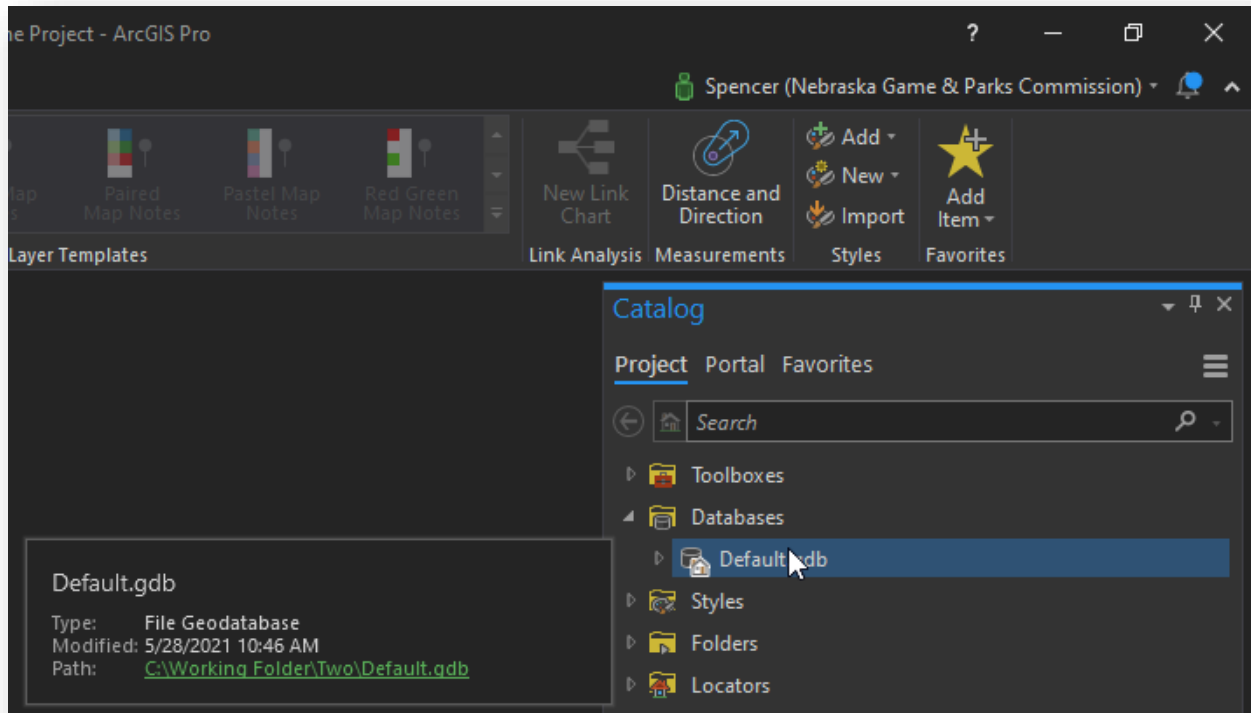 ne Project - ArcGIS Pro
?
Spencer (Nebraska Game & Parks Commission)
Paired
Map Notes
Pastel Map
Notes
Red Green
Map Notes
New Link
Chart
Distance and
Direction
Add
New
Import
Add
Item
Layer Templates
Link Analysis
Measurements
Styles
Favorites
Catalog
Project Portal Favorites
Search
Toolboxes
Databases
Default.gdb
Styles
Folders
Locators
Default.gdb
Type: File Geodatabase
Modified: 5/28/2021 10:46 AM
Path: C:\Working Folder\Two\Default.gdb